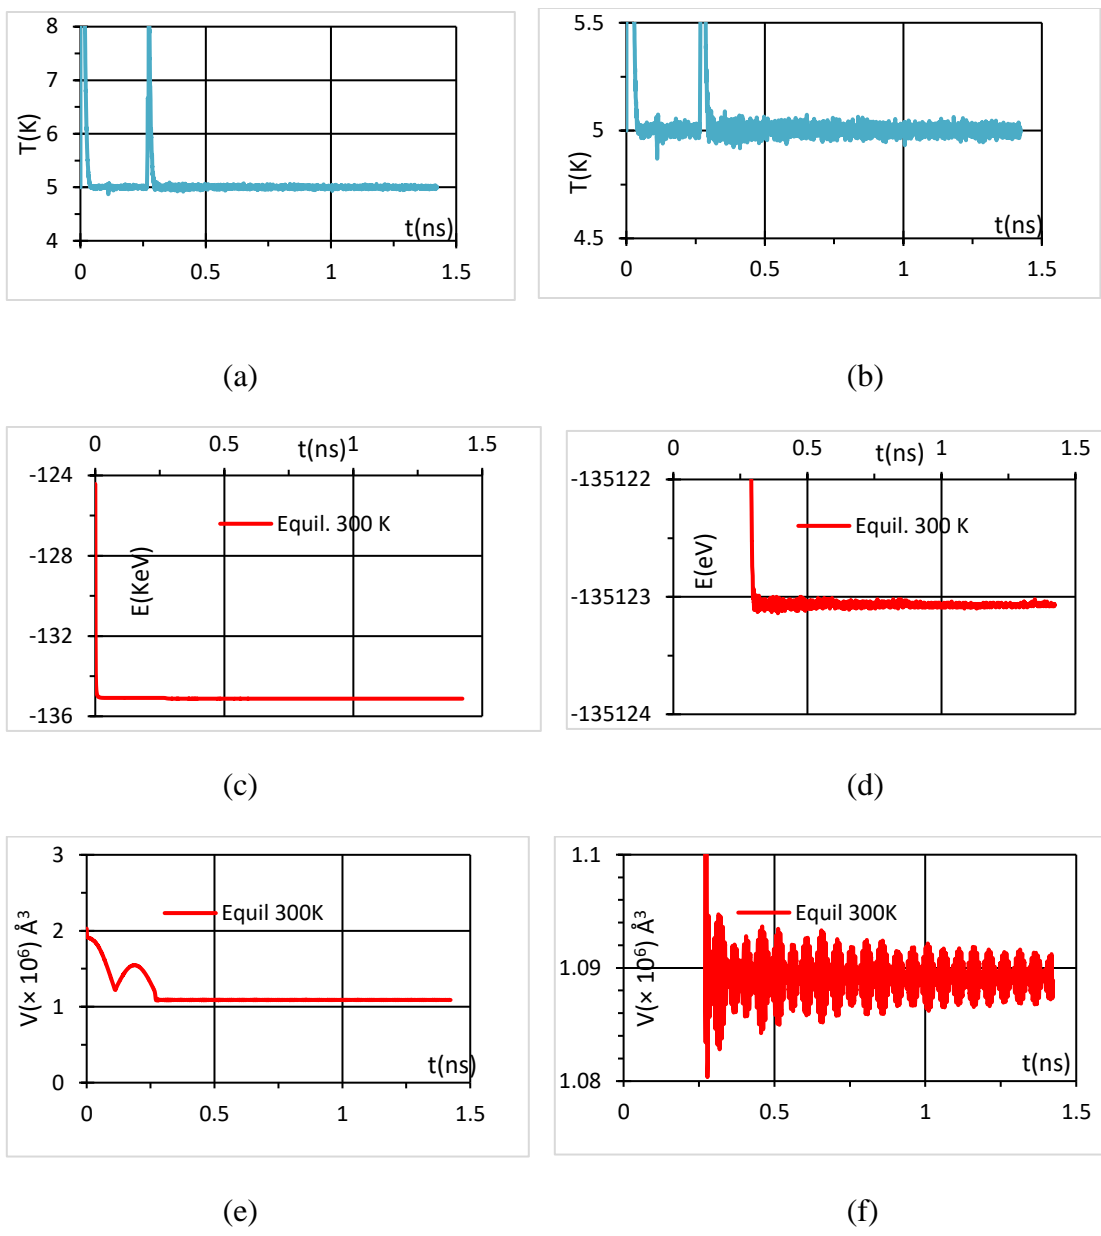 8
7
6
5
4
T(K)
t(ns)
0
0.5
1
1.5
(a)
5.5
5
4.5
T(K)
t(ns)
0
0.5
1
1.5
(b)
0
0.5
1
1.5
t(ns)
-124
-128
-132
-136
E(KeV)
Equil. 300 K
(c)
0
0.5
1
1.5
t(ns)
-135122
-135123
-135124
E(eV)
Equil. 300 K
(d)
3
2
1
0
V(× 10⁶) Å³
Equil 300K
t(ns)
0
0.5
1
1.5
(e)
1.1
1.09
1.08
V(× 10⁶) Å³
Equil 300K
t(ns)
0
0.5
1
1.5
(f)